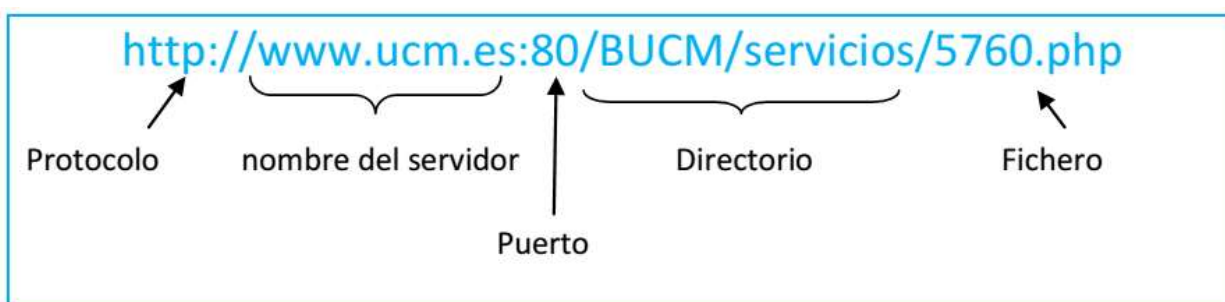 http://www.ucm.es:80/BUCM/servicios/5760.php
Protocolo nombre del servidor Directorio Fichero
Puerto